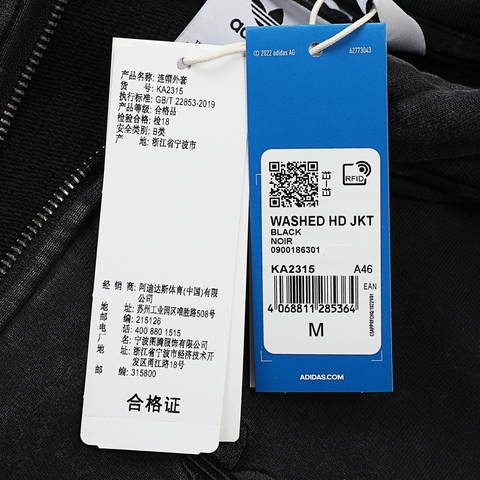 产品名称: 连帽外套
货 号: KA2315
执行标准: GB/T 22853-2019
产品等级: 合格品
检验合格: 检18
安全类别: B类
产 地: 浙江省宁波市
经 销 商: 阿迪达斯体育(中国)有限
公司
地 址: 苏州工业园区唯胜路508号
邮 编: 215126
电 话: 400 880 1515
厂 名: 宁波甬腾服饰有限公司
地 址: 浙江省宁波市经济技术开
发区甬江路18号
邮 编: 315800
合格证
© 2022 adidas AG
62773043
RFID
WASHED HD JKT
BLACK
NOIR
0900186301
KA2315 A46
EAN
4 068811 285364
M
ADIDAS.COM